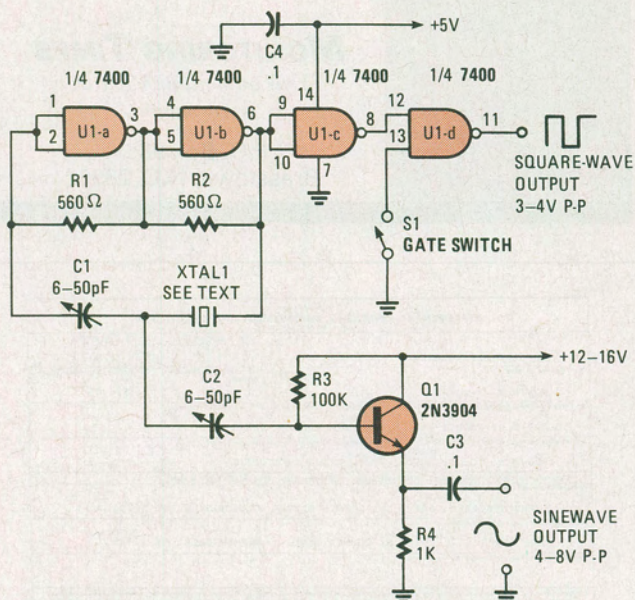 +5V
C4
.1
1/4 7400
1/4 7400
14
1/4 7400
1/4 7400
1
2
U1-a
3
4
5
U1-b
6
9
10
U1-c
8
7
12
13
U1-d
11
SQUARE-WAVE
OUTPUT
3–4V P-P
R1
560Ω
R2
560Ω
S1
GATE SWITCH
C1
6–50pF
XTAL1
SEE TEXT
+12–16V
C2
6–50pF
R3
100K
Q1
2N3904
C3
.1
R4
1K
SINEWAVE
OUTPUT
4–8V P-P